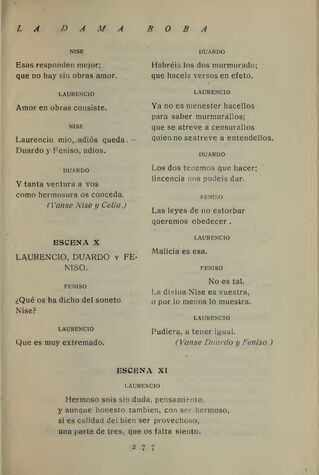 LA DAMA BOBA
NISE
Esas responden mejor;
que no hay sin obras amor.
LAURENCIO
Amor en obras consiste.
NISE
Laurencio mio, adiós queda. –
Duardo y Feniso, adios.
DUARDO
Y tanta ventura a vos
como hermosura os conceda.
(Vanse Nise y Celia.)
ESCENA X
LAURENCIO, DUARDO Y FE-
NISO.
FENISO
¿Qué os ha dicho del soneto
Nise?
LAURENCIO
Que es muy extremado.
DUARDO
Habréis los dos murmurado;
que haceis versos en efeto.
LAURENCIO
Ya no es menester hacellos
para saber murmurallos;
que se atreve a censurallos
quien no se atreve a entendellos.
DUARDO
Los dos tenemos que hacer;
lincencia nos podeis dar.
FENISO
Las leyes de no estorbar
queremos obedecer.
LAURENCIO
Malicia es esa.
FENISO
No es tal.
La divina Nise es vuestra,
o por lo menos lo muestra.
LAURENCIO
Pudiera, a tener igual.
(Vanse Duardo y Feniso.)
ESCENA XI
LAURENCIO
Hermoso sois sin duda, pensamiento,
y aunque honesto tambien, con ser hermoso,
si es calidad del bien ser provechoso,
una parte de tres, que os falta siento.
277